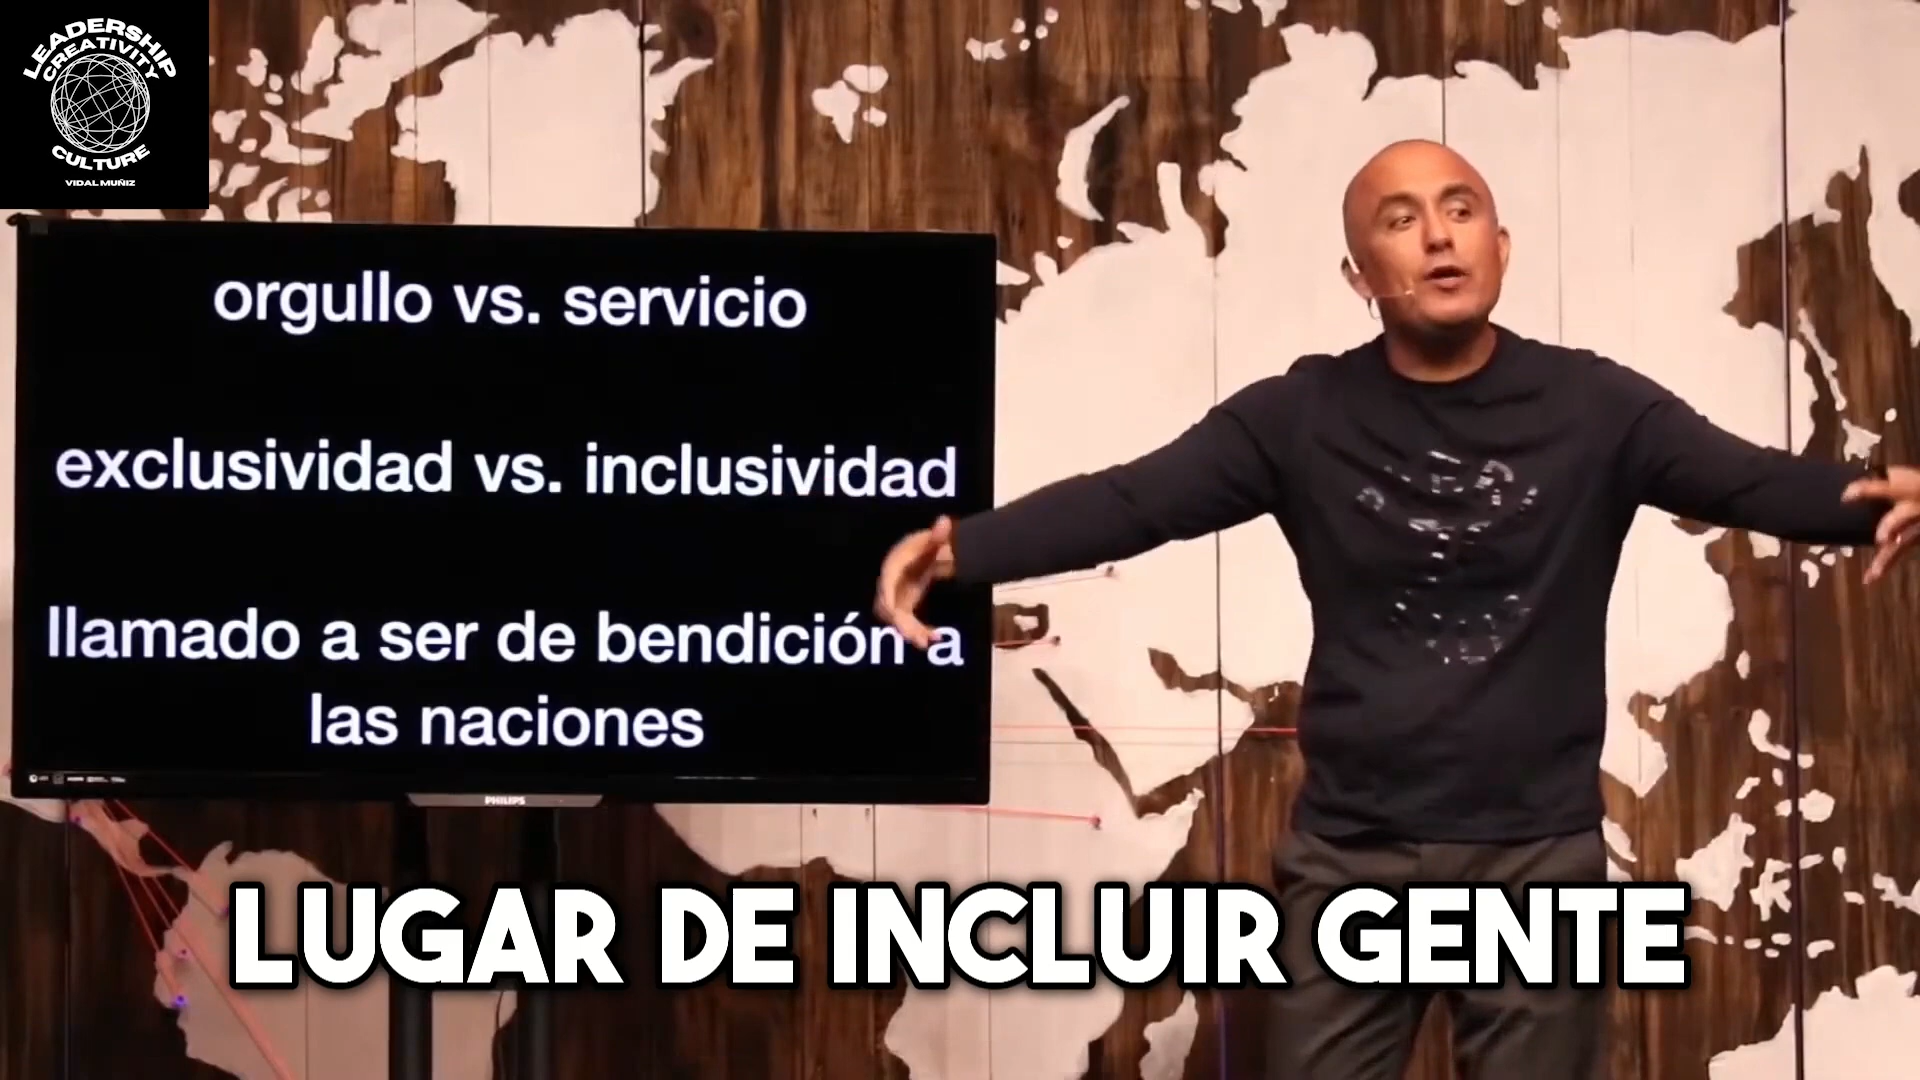 LEADERSHIP
CREATIVITY
CULTURE
VIDAL MUÑIZ
orgullo vs. servicio
exclusividad vs. inclusividad
llamado a ser de bendición a
las naciones
PHILIPS
LUGAR DE INCLUIR GENTE